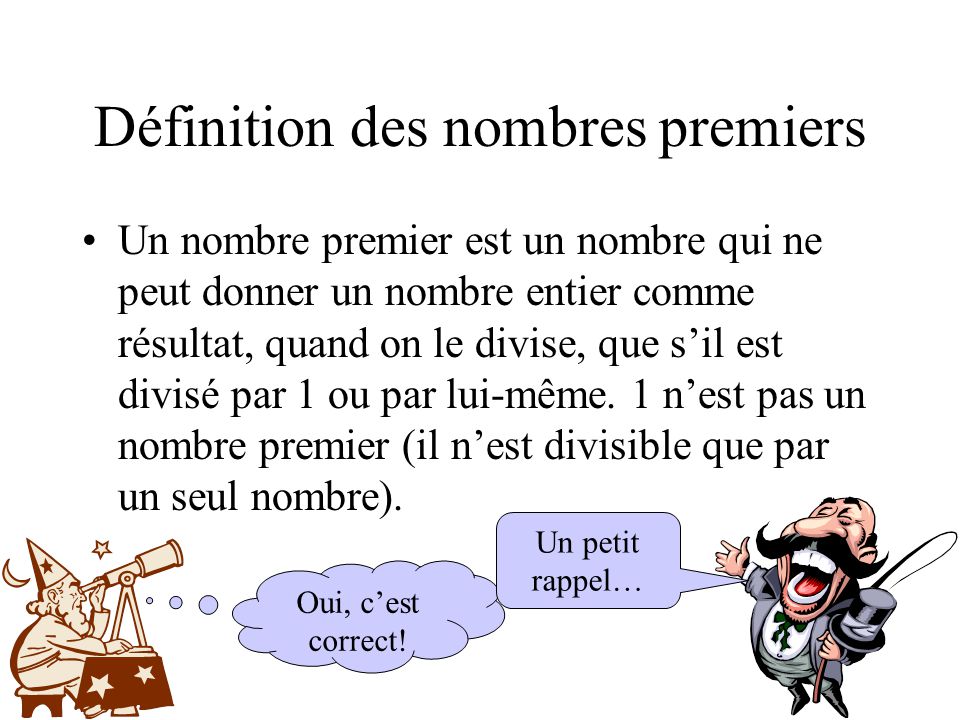 Définition des nombres premiers
• Un nombre premier est un nombre qui ne
peut donner un nombre entier comme
résultat, quand on le divise, que s’il est
divisé par 1 ou par lui-même. 1 n’est pas un
nombre premier (il n’est divisible que par
un seul nombre).
Un petit
rappel…
Oui, c’est
correct!